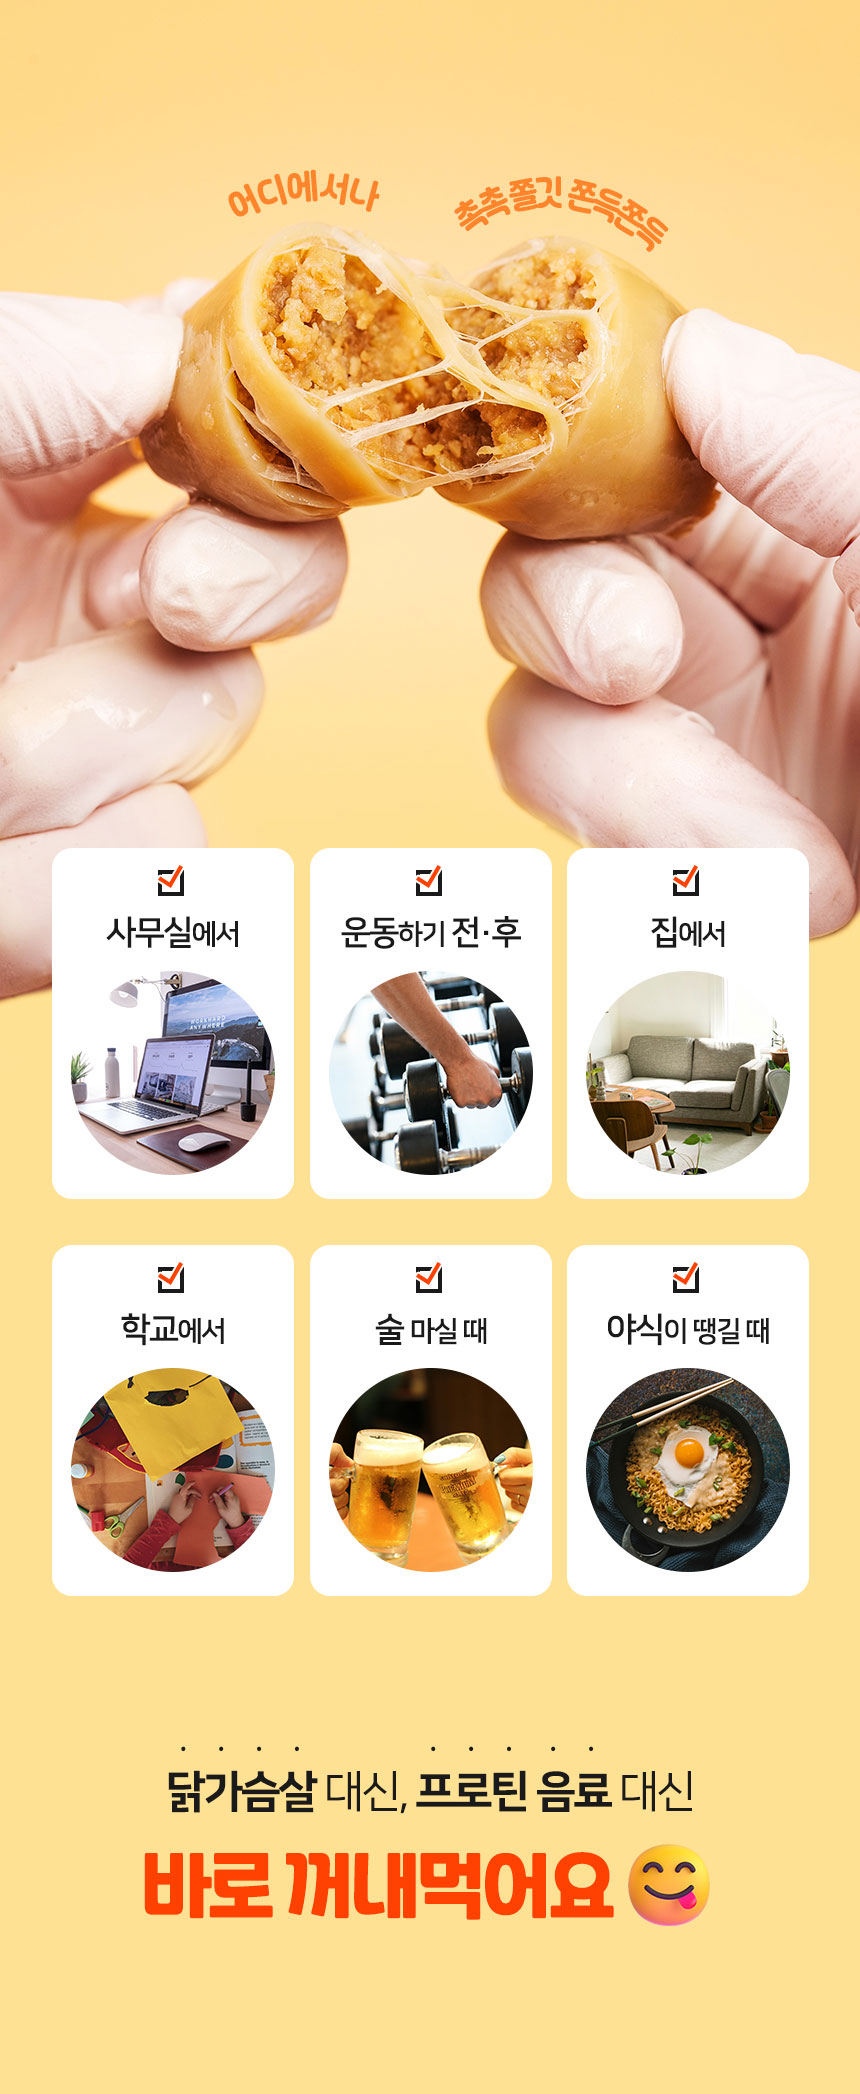 어디에서나
촉촉쫄깃 쫀득쫀득
사무실에서
운동하기 전·후
집에서
WORKHARD
ANYWHERE
학교에서
술 마실 때
야식이 땡길 때
닭가슴살 대신, 프로틴 음료 대신
바로 꺼내먹어요